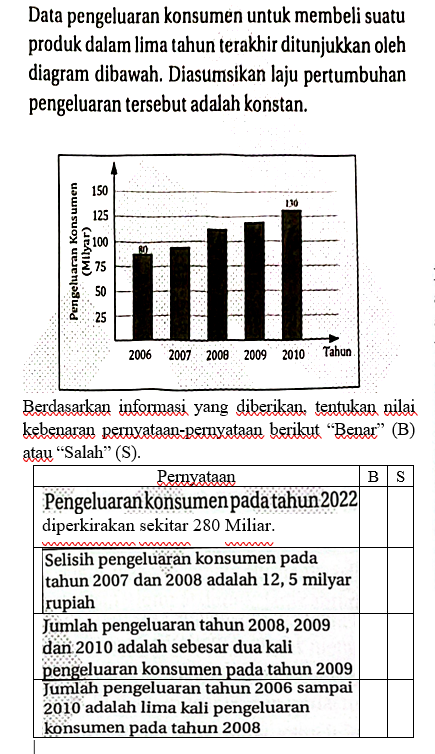 Data pengeluaran konsumen untuk membeli suatu
produk dalam lima tahun terakhir ditunjukkan oleh
diagram dibawah. Diasumsikan laju pertumbuhan
pengeluaran tersebut adalah konstan.
Pengeluaran Konsumen
(Milyar)
150
125
100
75
50
25
80
130
2006 2007 2008 2009 2010 Tahun
Berdasarkan informasi yang diberikan, tentukan nilai
kebenaran pernyataan-pernyataan berikut “Benar” (B)
atau “Salah” (S).
Pernyataan B S
Pengeluaran konsumen pada tahun 2022
diperkirakan sekitar 280 Miliar.
Selisih pengeluaran konsumen pada
tahun 2007 dan 2008 adalah 12, 5 milyar
rupiah
Jumlah pengeluaran tahun 2008, 2009
dan 2010 adalah sebesar dua kali
pengeluaran konsumen pada tahun 2009
Jumlah pengeluaran tahun 2006 sampai
2010 adalah lima kali pengeluaran
konsumen pada tahun 2008